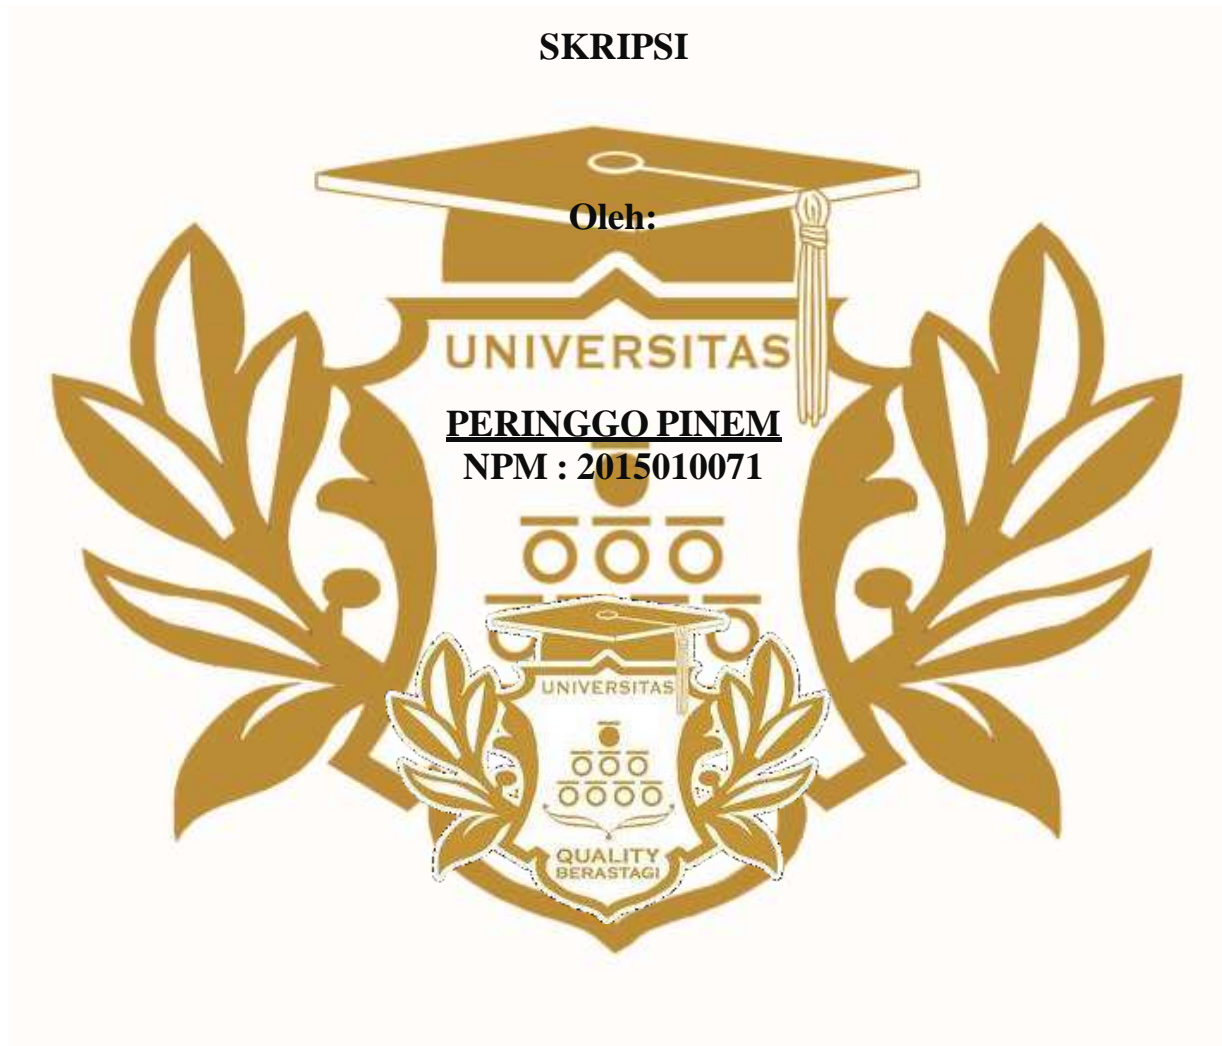 SKRIPSI
Oleh:
UNIVERSITAS
PERINGGO PINEM
NPM : 2015010071
UNIVERSITAS
QUALITY
BERASTAGI